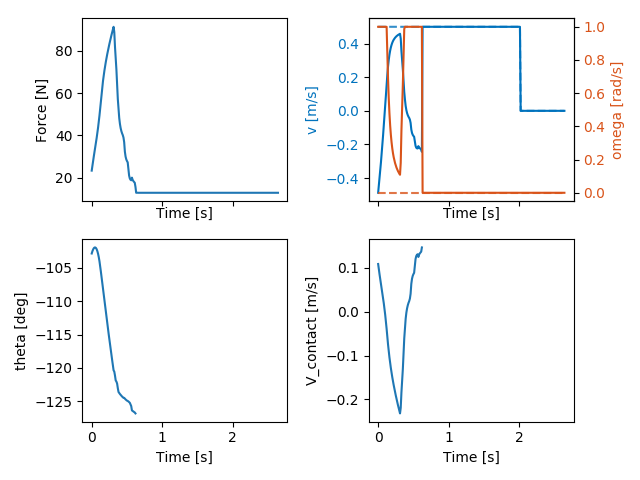 80
60
40
20
Force [N]
Time [s]
0.4
0.2
0.0
−0.2
−0.4
v [m/s]
1.0
0.8
0.6
0.4
0.2
0.0
omega [rad/s]
Time [s]
−105
−110
−115
−120
−125
theta [deg]
0 1 2
Time [s]
0.1
0.0
−0.1
−0.2
V_contact [m/s]
0 1 2
Time [s]